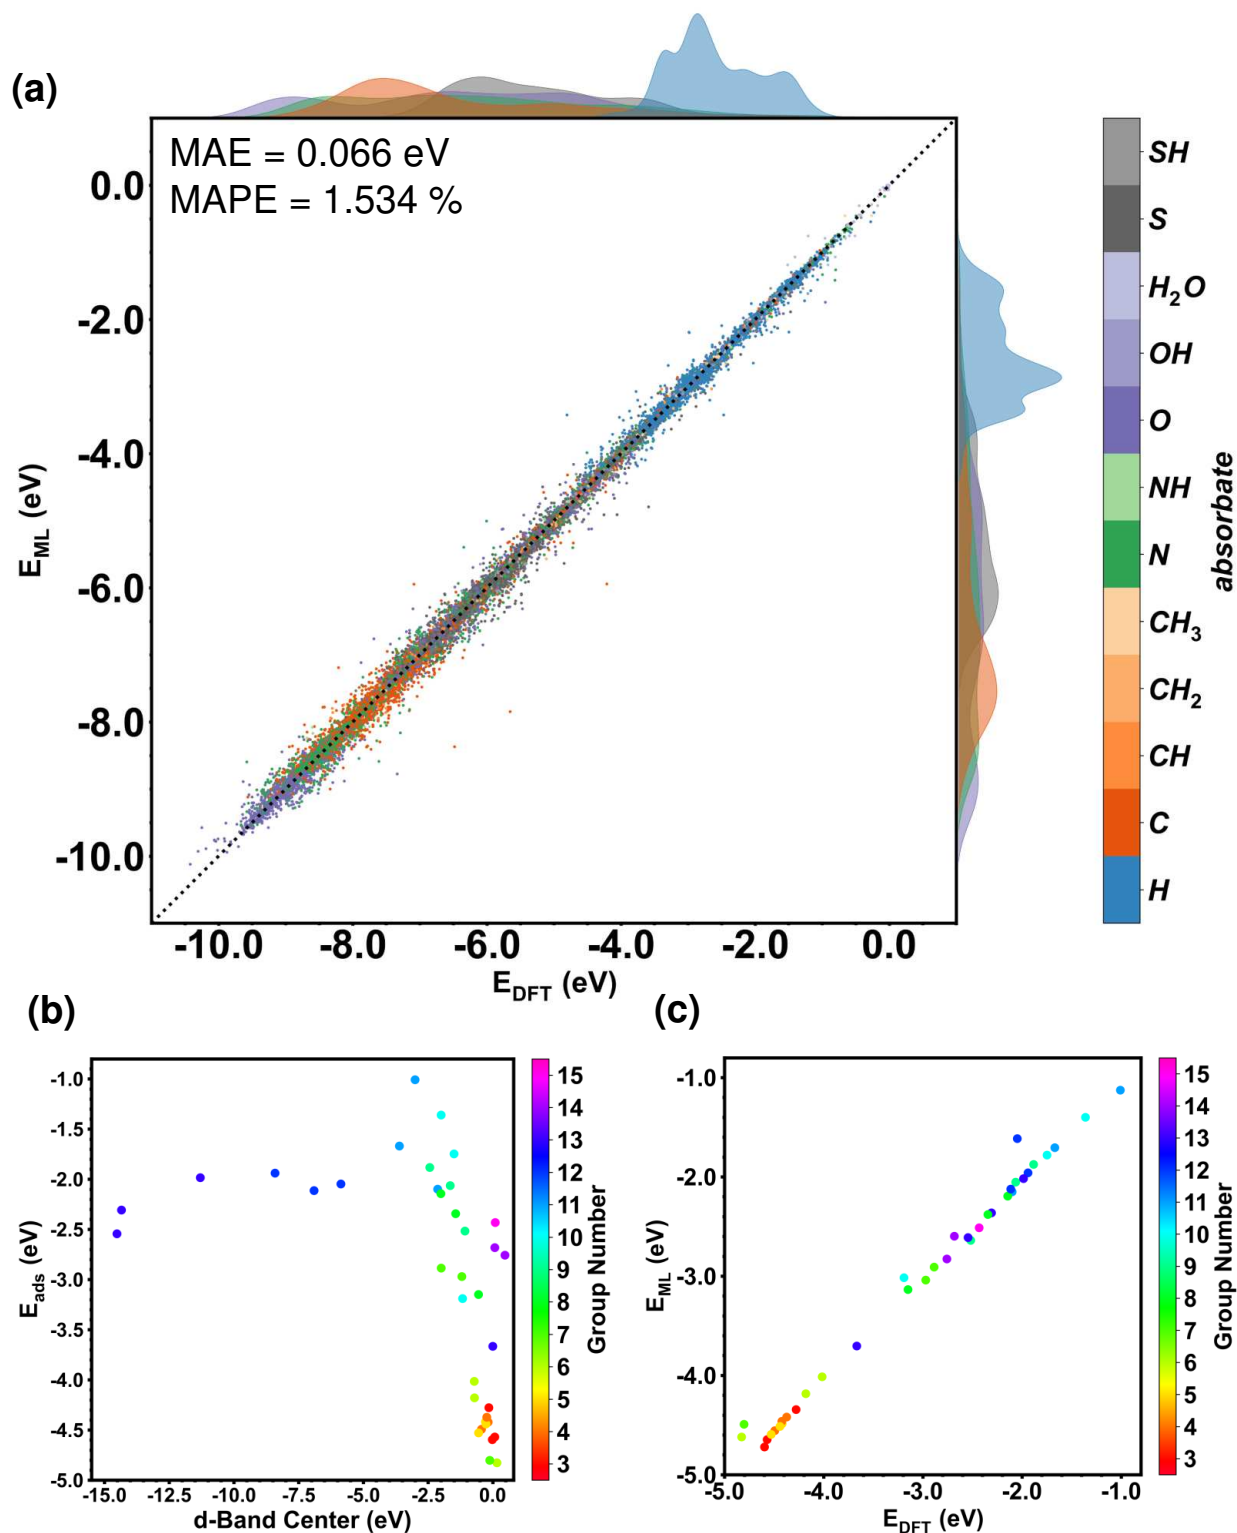 (a)
MAE = 0.066 eV
MAPE = 1.534 %
0.0
-2.0
-4.0
-6.0
-8.0
-10.0
E_ML (eV)
-10.0 -8.0 -6.0 -4.0 -2.0 0.0
E_DFT (eV)
SH
S
H₂O
OH
O
NH
N
CH₃
CH₂
CH
C
H
absorbate
(b)
-1.0
-1.5
-2.0
-2.5
-3.0
-3.5
-4.0
-4.5
-5.0
E_ads (eV)
-15.0 -12.5 -10.0 -7.5 -5.0 -2.5 0.0
d-Band Center (eV)
15
14
13
12
11
10
9
8
7
6
5
4
3
Group Number
(c)
-1.0
-2.0
-3.0
-4.0
-5.0
E_ML (eV)
-5.0 -4.0 -3.0 -2.0 -1.0
E_DFT (eV)
15
14
13
12
11
10
9
8
7
6
5
4
3
Group Number